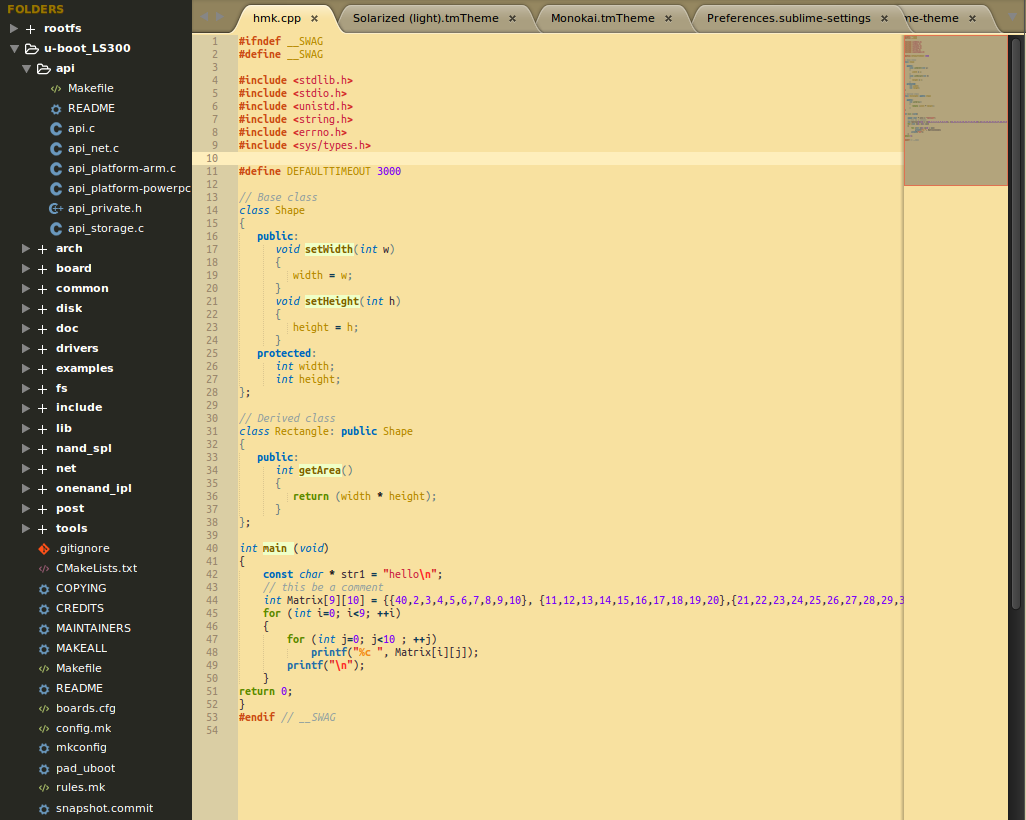 FOLDERS
rootfs
u-boot_LS300
api
Makefile
README
api.c
api_net.c
api_platform-arm.c
api_platform-powerpc
api_private.h
api_storage.c
arch
board
common
disk
doc
drivers
examples
fs
include
lib
nand_spl
net
onenand_ipl
post
tools
.gitignore
CMakeLists.txt
COPYING
CREDITS
MAINTAINERS
MAKEALL
Makefile
README
boards.cfg
config.mk
mkconfig
pad_uboot
rules.mk
snapshot.commit
hmk.cpp × Solarized (light).tmTheme × Monokai.tmTheme × Preferences.sublime-settings × me-theme ×
1 #ifndef __SWAG
2 #define __SWAG
3
4 #include <stdlib.h>
5 #include <stdio.h>
6 #include <unistd.h>
7 #include <string.h>
8 #include <errno.h>
9 #include <sys/types.h>
10
11 #define DEFAULTTIMEOUT 3000
12
13 // Base class
14 class Shape
15 {
16 public:
17 void setWidth(int w)
18 {
19 width = w;
20 }
21 void setHeight(int h)
22 {
23 height = h;
24 }
25 protected:
26 int width;
27 int height;
28 };
29
30 // Derived class
31 class Rectangle: public Shape
32 {
33 public:
34 int getArea()
35 {
36 return (width * height);
37 }
38 };
39
40 int main (void)
41 {
42 const char * str1 = "hello\n";
43 // this be a comment
44 int Matrix[9][10] = {{40,2,3,4,5,6,7,8,9,10}, {11,12,13,14,15,16,17,18,19,20},{21,22,23,24,25,26,27,28,29,3
45 for (int i=0; i<9; ++i)
46 {
47 for (int j=0; j<10 ; ++j)
48 printf("%c ", Matrix[i][j]);
49 printf("\n");
50 }
51 return 0;
52 }
53 #endif // __SWAG
54